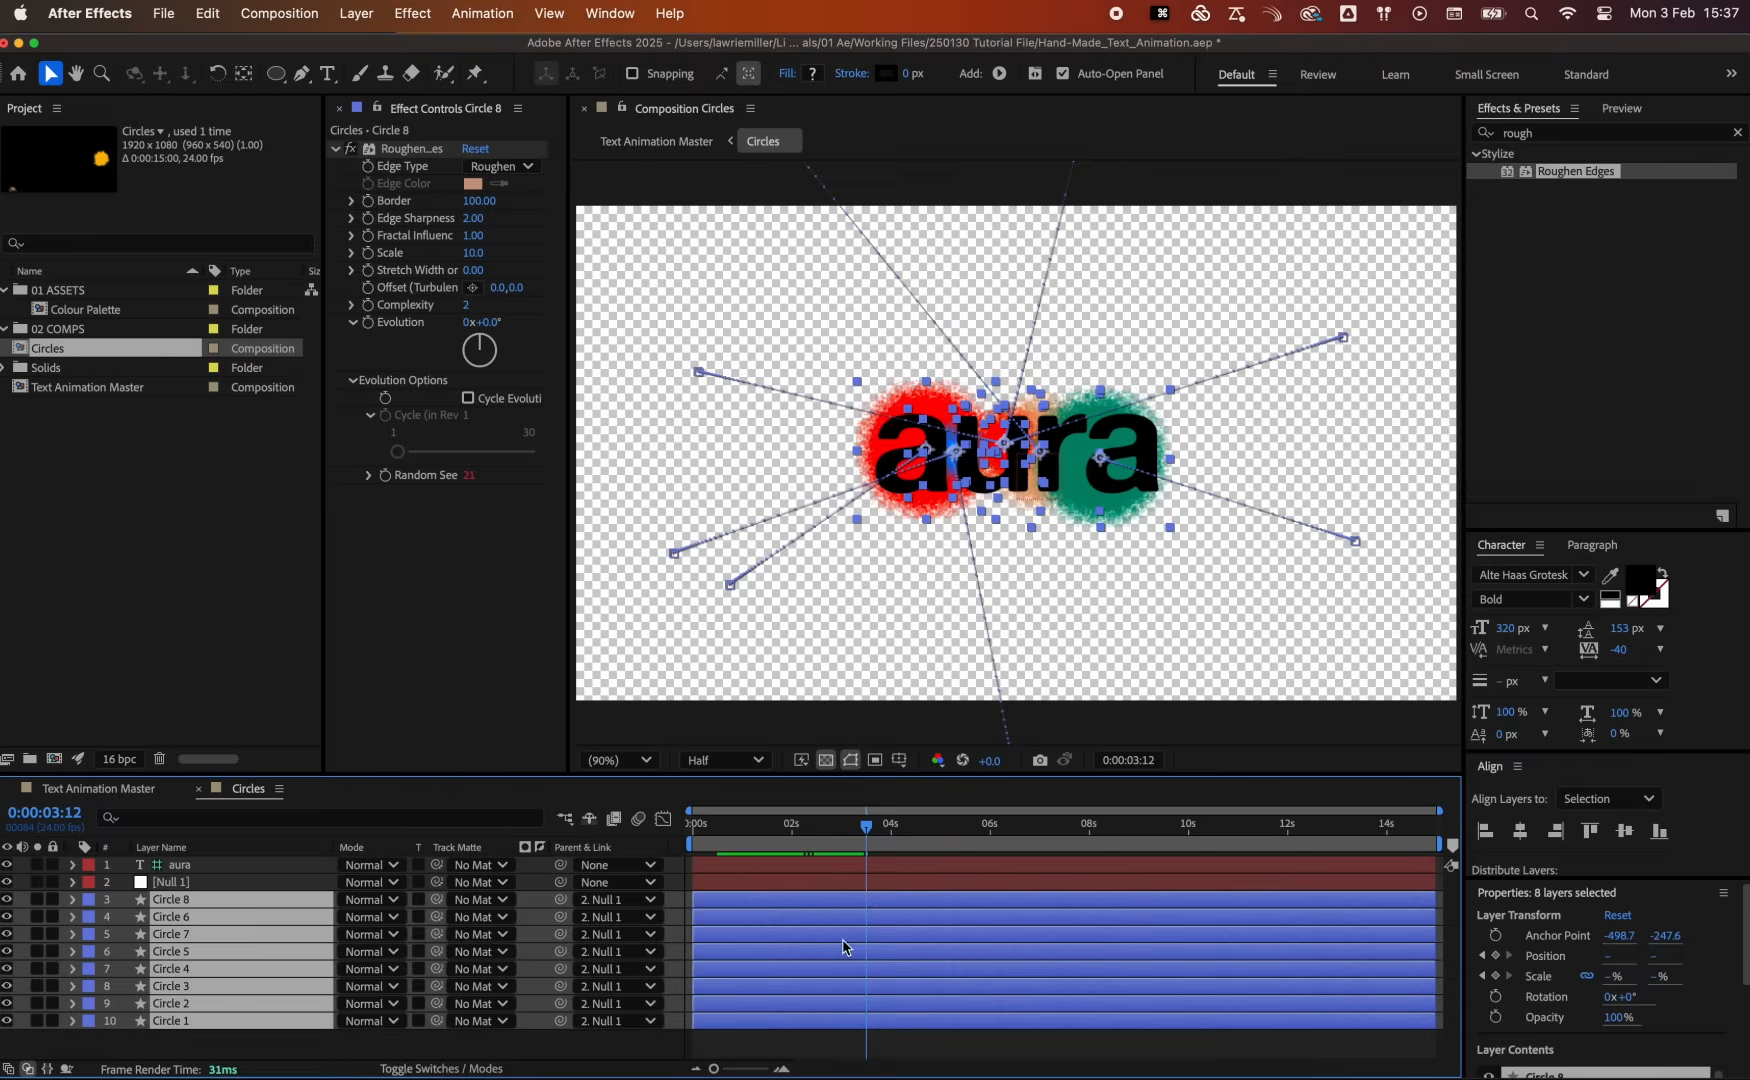 After Effects File Edit Composition Layer Effect Animation View Window Help Mon 3 Feb 15:37
Adobe After Effects 2025 - /Users/lawriemiller/Li ... als/01 Ae/Working Files/250130 Tutorial File/Hand-Made_Text_Animation.aep *
Snapping Fill: ? Stroke: 0 px Add: Auto-Open Panel Default Review Learn Small Screen Standard
Project
Circles , used 1 time
1920 x 1080 (960 x 540) (1.00)
Δ 0:00:15:00, 24.00 fps
Name Type Siz
01 ASSETS Folder
Colour Palette Composition
02 COMPS Folder
Circles Composition
Solids Folder
Text Animation Master Composition
16 bpc
Effect Controls Circle 8
Circles • Circle 8
fx Roughen...es Reset
Edge Type Roughen
Edge Color
Border 100.00
Edge Sharpness 2.00
Fractal Influenc 1.00
Scale 10.0
Stretch Width or 0.00
Offset (Turbulen 0.0,0.0
Complexity 2
Evolution 0x+0.0°
Evolution Options
Cycle Evoluti
Cycle (in Rev 1
1 30
Random See 21
Composition Circles
Text Animation Master < Circles
aura
(90%) Half +0.0 0:00:03:12
Effects & Presets Preview
rough
Stylize
32 Roughen Edges
Character Paragraph
Alte Haas Grotesk
Bold
320 px 153 px
Metrics -40
– px
100 % 100 %
0 px 0 %
Align
Align Layers to: Selection
Distribute Layers:
Properties: 8 layers selected
Layer Transform Reset
Anchor Point -498.7 -247.6
Position – –
Scale –% –%
Rotation 0x+0°
Opacity 100%
Layer Contents
Circle 8
Text Animation Master Circles
0:00:03:12
00084 (24.00 fps)
:00s 02s 04s 06s 08s 10s 12s 14s
# Layer Name Mode T Track Matte Parent & Link
1 T aura Normal No Mat None
2 [Null 1] Normal No Mat None
3 Circle 8 Normal No Mat 2. Null 1
4 Circle 6 Normal No Mat 2. Null 1
5 Circle 7 Normal No Mat 2. Null 1
6 Circle 5 Normal No Mat 2. Null 1
7 Circle 4 Normal No Mat 2. Null 1
8 Circle 3 Normal No Mat 2. Null 1
9 Circle 2 Normal No Mat 2. Null 1
10 Circle 1 Normal No Mat 2. Null 1
Frame Render Time: 31ms Toggle Switches / Modes